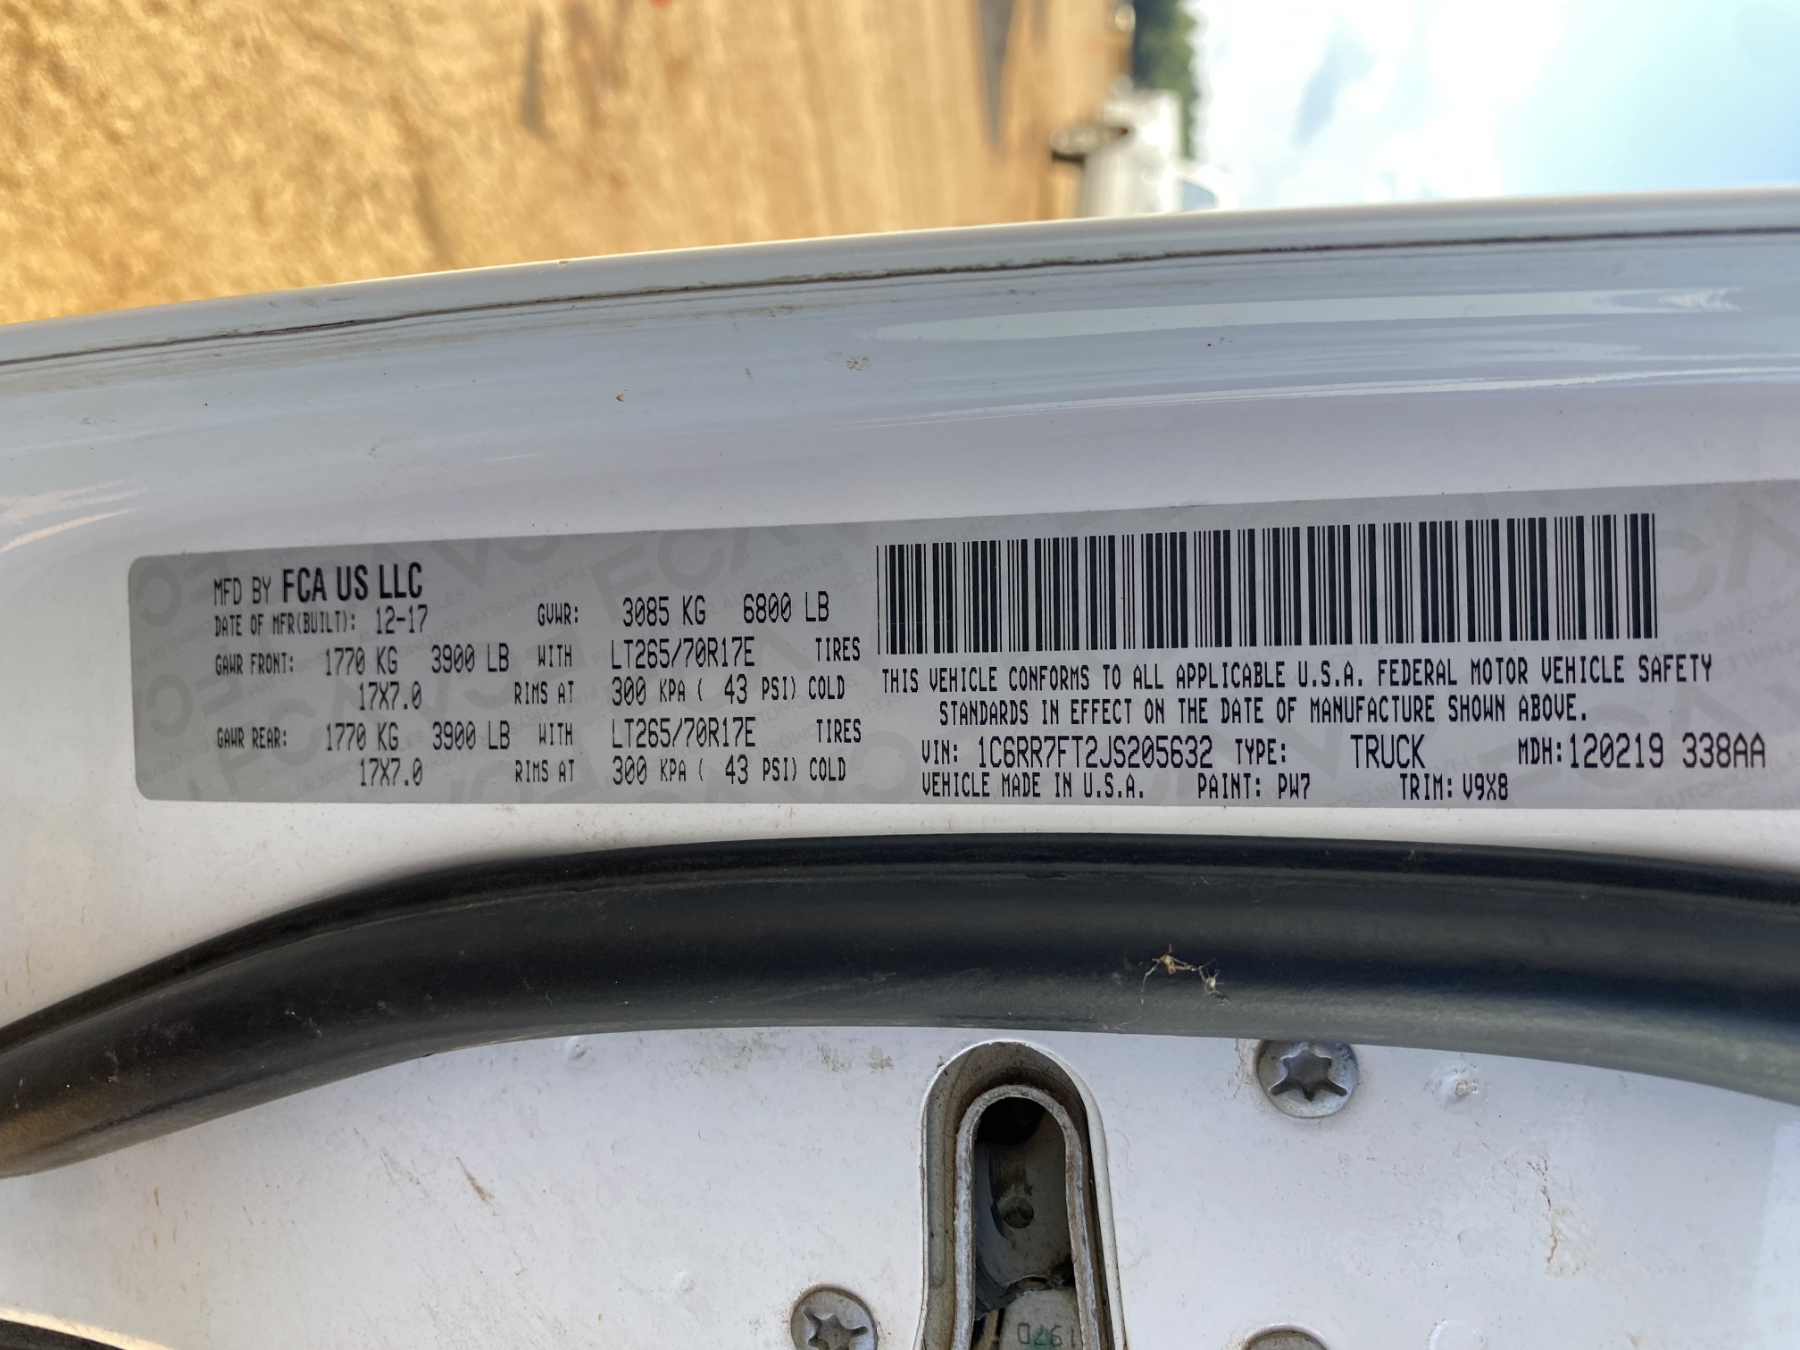 MFD BY FCA US LLC
DATE OF MFR(BUILT): 12-17 GVWR: 3085 KG 6800 LB
GAWR FRONT: 1770 KG 3900 LB WITH LT265/70R17E TIRES
17X7.0 RIMS AT 300 KPA ( 43 PSI) COLD
GAWR REAR: 1770 KG 3900 LB WITH LT265/70R17E TIRES
17X7.0 RIMS AT 300 KPA ( 43 PSI) COLD
THIS VEHICLE CONFORMS TO ALL APPLICABLE U.S.A. FEDERAL MOTOR VEHICLE SAFETY
STANDARDS IN EFFECT ON THE DATE OF MANUFACTURE SHOWN ABOVE.
VIN: 1C6RR7FT2JS205632 TYPE: TRUCK MDH: 120219 338AA
VEHICLE MADE IN U.S.A. PAINT: PW7 TRIM: V9X8